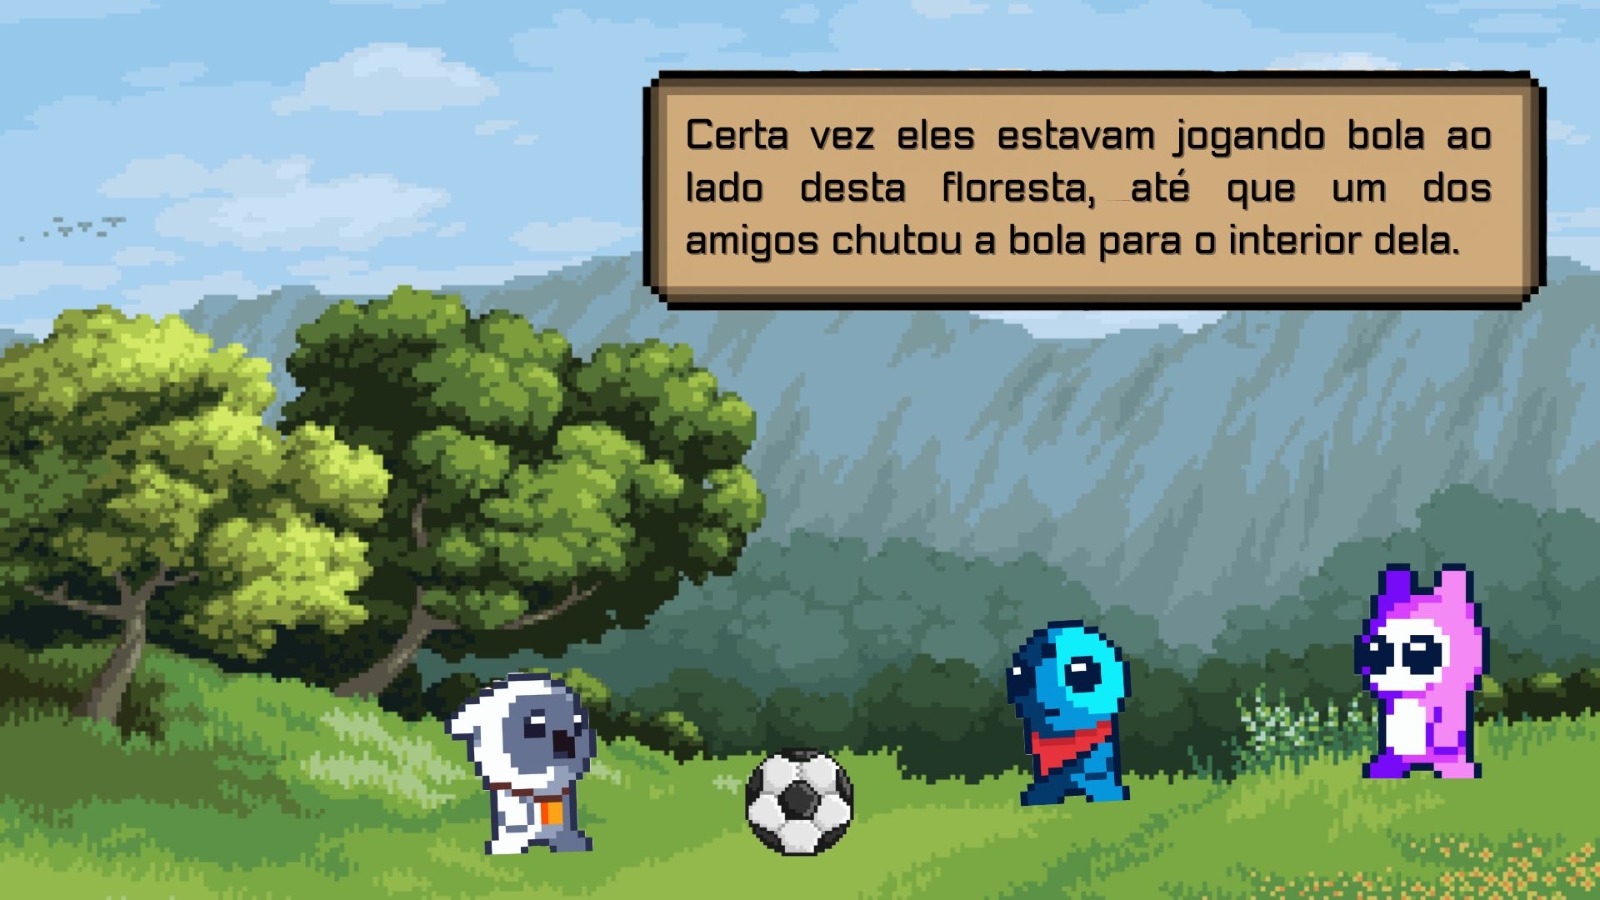 Certa vez eles estavam jogando bola ao
lado desta floresta, até que um dos
amigos chutou a bola para o interior dela.